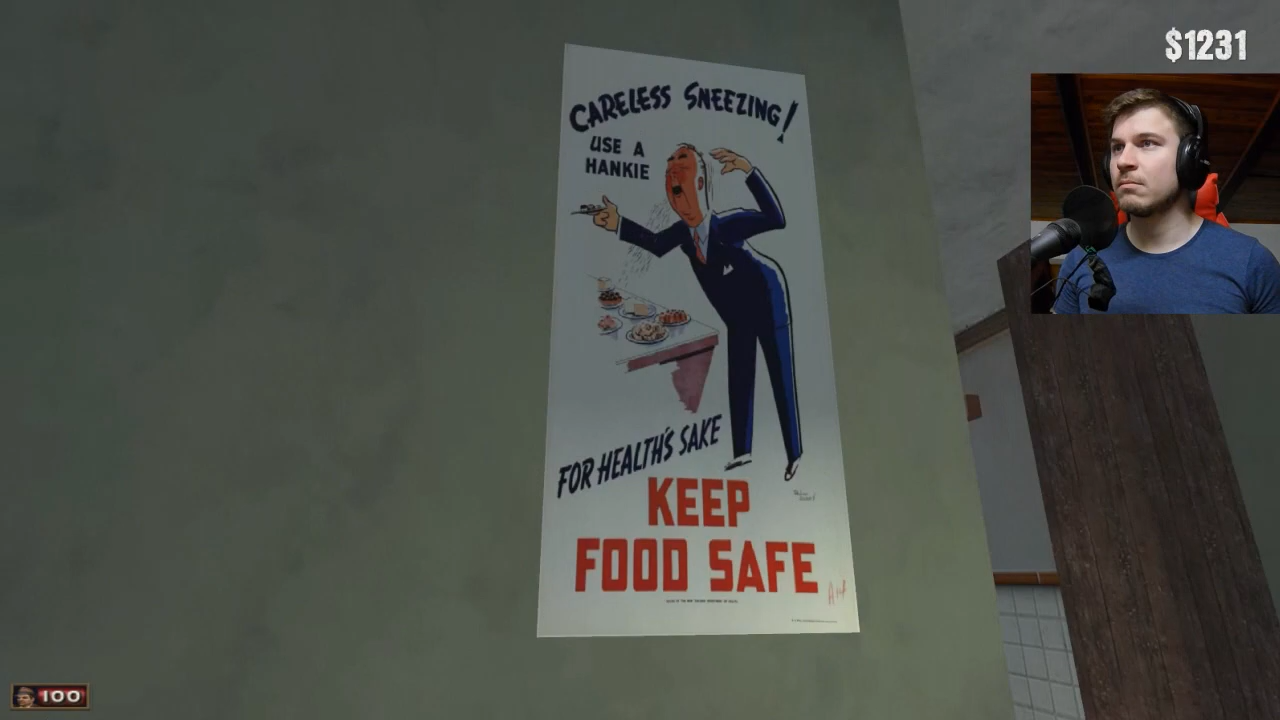 $1231
CARELESS SNEEZING!
USE A
HANKIE
FOR HEALTH'S SAKE
KEEP
FOOD SAFE
100